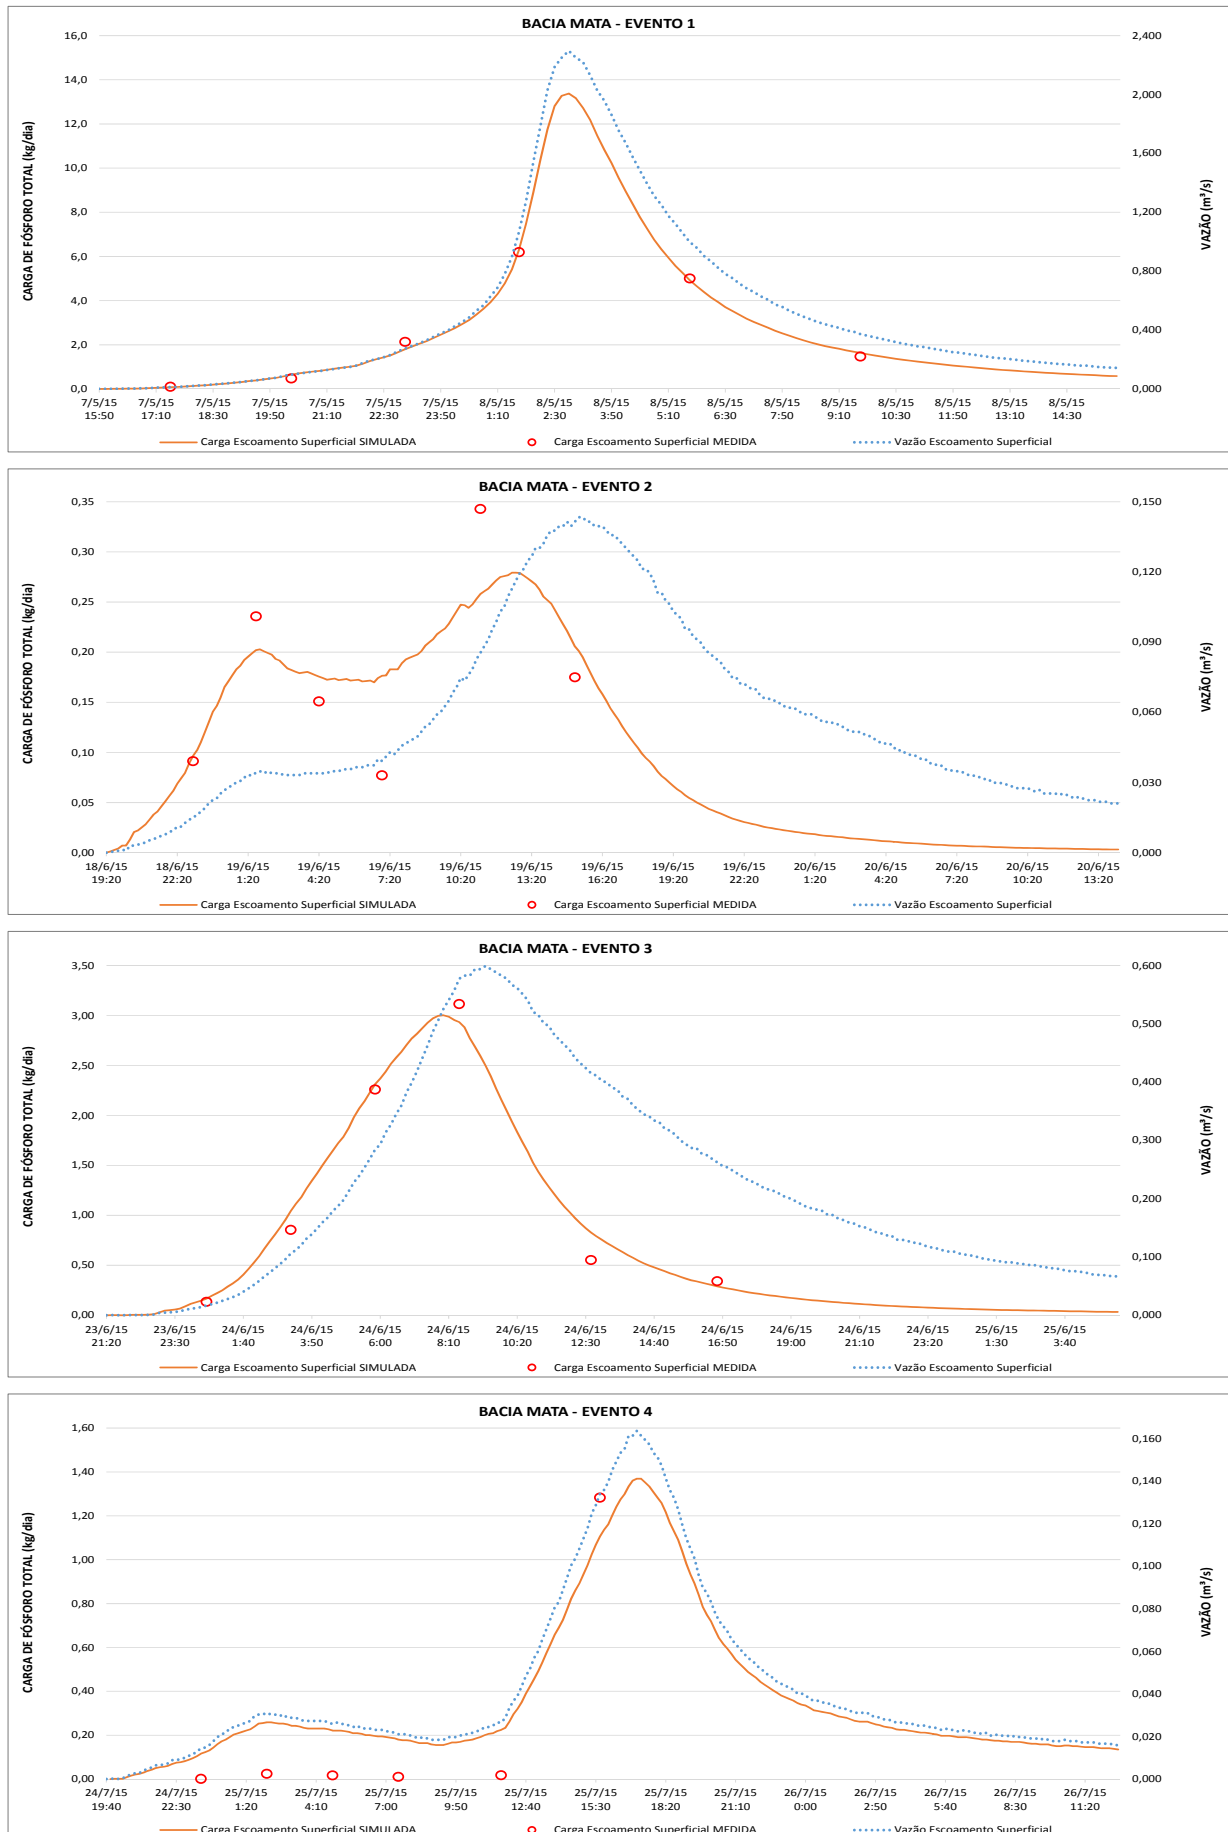 BACIA MATA - EVENTO 1
CARGA DE FÓSFORO TOTAL (kg/dia)
16,0
14,0
12,0
10,0
8,0
6,0
4,0
2,0
0,0
2,400
2,000
1,600
1,200
0,800
0,400
0,000
VAZÃO (m³/s)
7/5/15 7/5/15 7/5/15 7/5/15 7/5/15 7/5/15 7/5/15 8/5/15 8/5/15 8/5/15 8/5/15 8/5/15 8/5/15 8/5/15 8/5/15 8/5/15 8/5/15 8/5/15
15:50 17:10 18:30 19:50 21:10 22:30 23:50 1:10 2:30 3:50 5:10 6:30 7:50 9:10 10:30 11:50 13:10 14:30
Carga Escoamento Superficial SIMULADA Carga Escoamento Superficial MEDIDA Vazão Escoamento Superficial
BACIA MATA - EVENTO 2
CARGA DE FÓSFORO TOTAL (kg/dia)
0,35
0,30
0,25
0,20
0,15
0,10
0,05
0,00
0,150
0,120
0,090
0,060
0,030
0,000
VAZÃO (m³/s)
18/6/15 18/6/15 19/6/15 19/6/15 19/6/15 19/6/15 19/6/15 19/6/15 19/6/15 19/6/15 20/6/15 20/6/15 20/6/15 20/6/15 20/6/15
19:20 22:20 1:20 4:20 7:20 10:20 13:20 16:20 19:20 22:20 1:20 4:20 7:20 10:20 13:20
Carga Escoamento Superficial SIMULADA Carga Escoamento Superficial MEDIDA Vazão Escoamento Superficial
BACIA MATA - EVENTO 3
CARGA DE FÓSFORO TOTAL (kg/dia)
3,50
3,00
2,50
2,00
1,50
1,00
0,50
0,00
0,600
0,500
0,400
0,300
0,200
0,100
0,000
VAZÃO (m³/s)
23/6/15 23/6/15 24/6/15 24/6/15 24/6/15 24/6/15 24/6/15 24/6/15 24/6/15 24/6/15 24/6/15 24/6/15 24/6/15 25/6/15 25/6/15
21:20 23:30 1:40 3:50 6:00 8:10 10:20 12:30 14:40 16:50 19:00 21:10 23:20 1:30 3:40
Carga Escoamento Superficial SIMULADA Carga Escoamento Superficial MEDIDA Vazão Escoamento Superficial
BACIA MATA - EVENTO 4
CARGA DE FÓSFORO TOTAL (kg/dia)
1,60
1,40
1,20
1,00
0,80
0,60
0,40
0,20
0,00
0,160
0,140
0,120
0,100
0,080
0,060
0,040
0,020
0,000
VAZÃO (m³/s)
24/7/15 24/7/15 25/7/15 25/7/15 25/7/15 25/7/15 25/7/15 25/7/15 25/7/15 25/7/15 26/7/15 26/7/15 26/7/15 26/7/15 26/7/15
19:40 22:30 1:20 4:10 7:00 9:50 12:40 15:30 18:20 21:10 0:00 2:50 5:40 8:30 11:20
Carga Escoamento Superficial SIMULADA Carga Escoamento Superficial MEDIDA Vazão Escoamento Superficial